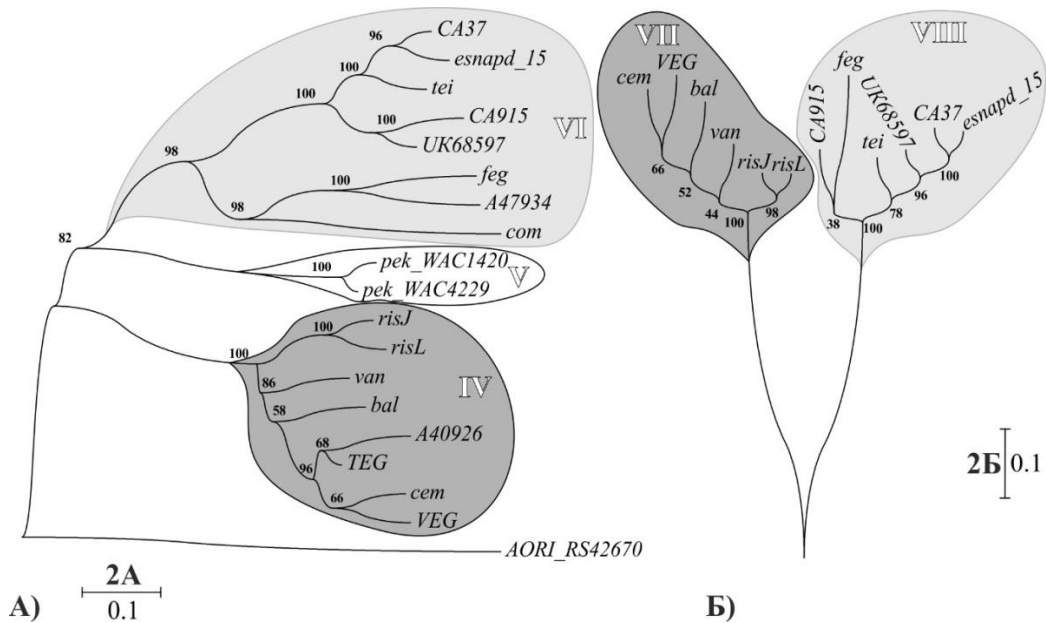 96
CA37
esnapd_15
100
tei
100
CA915
100
UK68597
VI
98
feg
100
A47934
98
com
82
pek_WAC1420
100
V
pek_WAC4229
risJ
100
risL
100
IV
van
86
bal
58
A40926
68
TEG
96
cem
66
VEG
AORI_RS42670
2А
0.1
А)
VII
VEG
cem
bal
van
risJ
risL
66
52
44
98
100
VIII
feg
CA915
UK68597
CA37
esnapd_15
tei
100
96
78
38
100
2Б
0.1
Б)